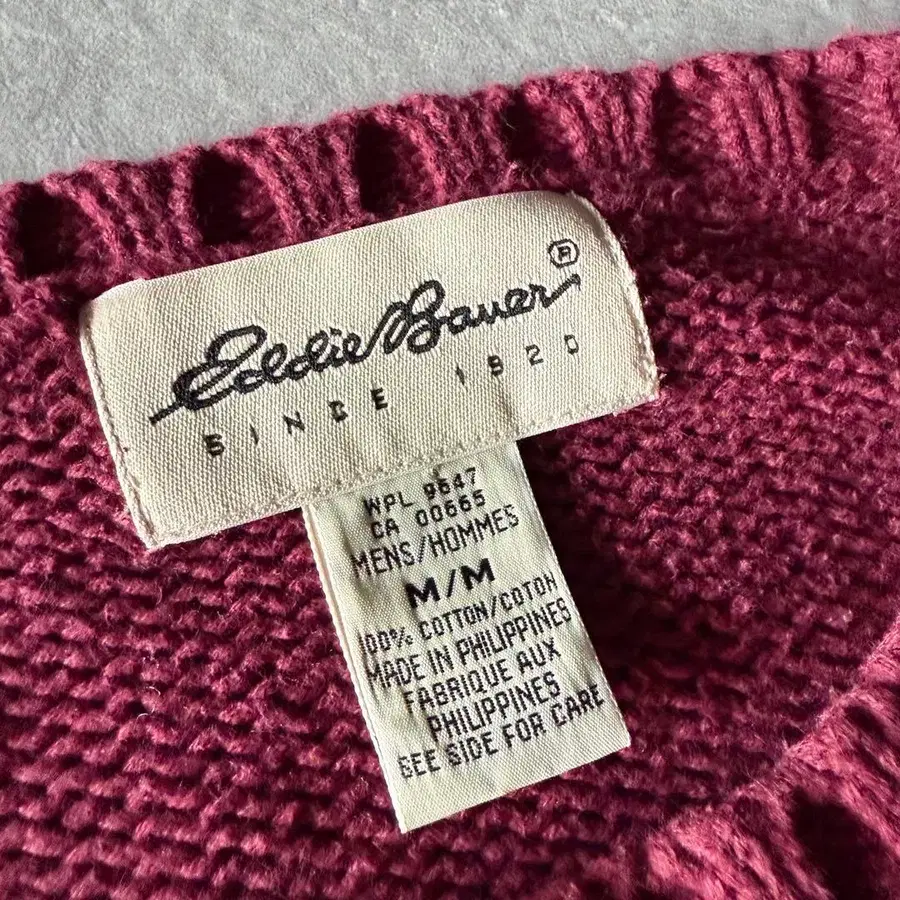 Eddie Bauer ®
SINCE 1920
WPL 9647
CA 00665
MENS/HOMMES
M/M
100% COTTON/COTON
MADE IN PHILIPPINES
FABRIQUE AUX
PHILIPPINES
SEE SIDE FOR CARE